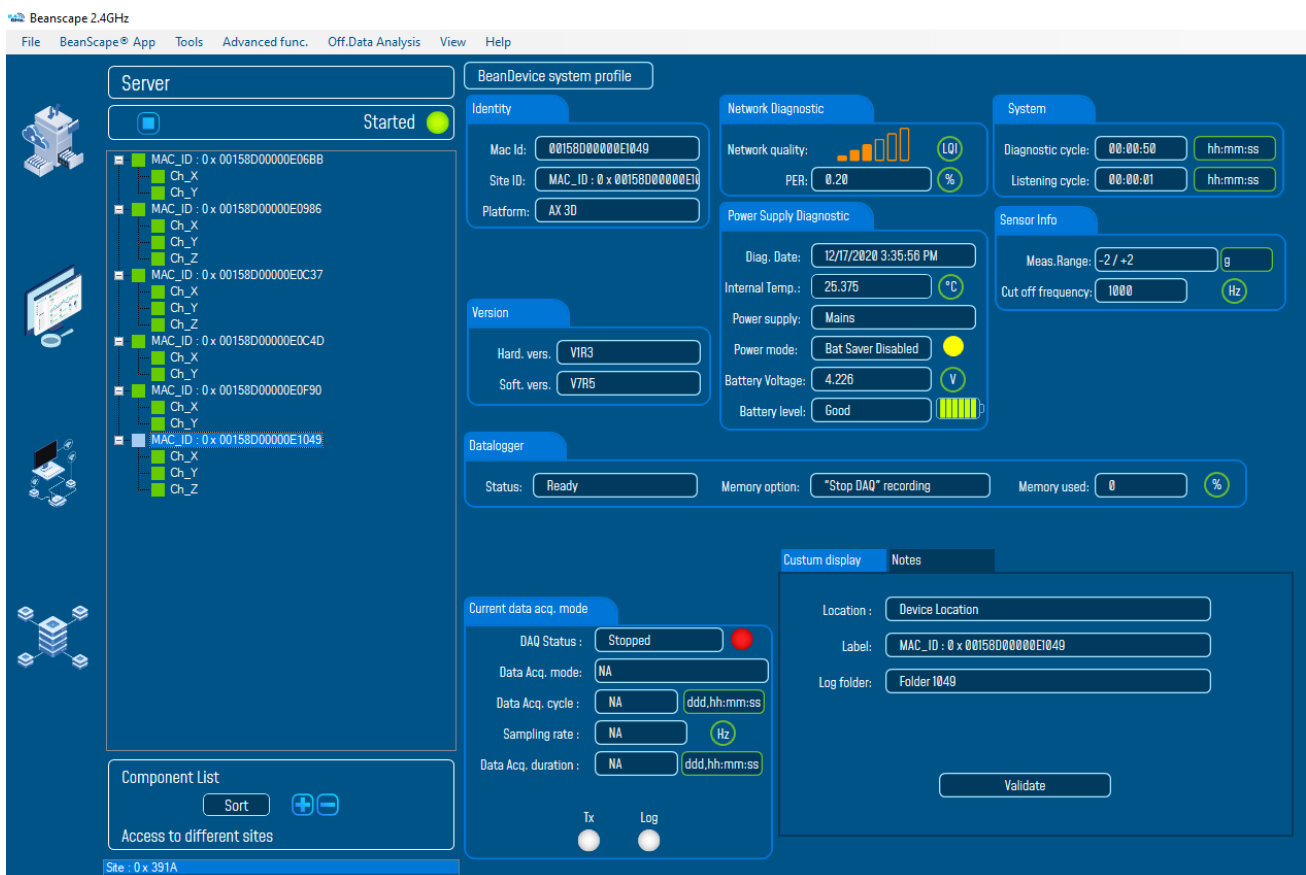 Beanscape 2.4GHz
File BeanScape® App Tools Advanced func. Off.Data Analysis View Help
Server
Started
MAC_ID : 0 x 00158D00000E06BB
Ch_X
Ch_Y
MAC_ID : 0 x 00158D00000E0986
Ch_X
Ch_Y
Ch_Z
MAC_ID : 0 x 00158D00000E0C37
Ch_X
Ch_Y
Ch_Z
MAC_ID : 0 x 00158D00000E0C4D
Ch_X
Ch_Y
MAC_ID : 0 x 00158D00000E0F90
Ch_X
Ch_Y
MAC_ID : 0 x 00158D00000E1049
Ch_X
Ch_Y
Ch_Z
Component List
Sort
Access to different sites
Site : 0 x 391A
BeanDevice system profile
Identity
Mac Id: 00158D00000E1049
Site ID: MAC_ID : 0 x 00158D00000E10
Platform: AX 3D
Network Diagnostic
Network quality: LQI
PER: 0.20 %
System
Diagnostic cycle: 00:00:50 hh:mm:ss
Listening cycle: 00:00:01 hh:mm:ss
Power Supply Diagnostic
Diag. Date: 12/17/2020 3:35:56 PM
Internal Temp.: 25.375 °C
Power supply: Mains
Power mode: Bat Saver Disabled
Battery Voltage: 4.226 V
Battery level: Good
Sensor Info
Meas.Range: -2 / +2 g
Cut off frequency: 1000 Hz
Version
Hard. vers. V1R3
Soft. vers. V7R5
Datalogger
Status: Ready Memory option: "Stop DAQ" recording Memory used: 0 %
Current data acq. mode
DAQ Status : Stopped
Data Acq. mode: NA
Data Acq. cycle : NA ddd,hh:mm:ss
Sampling rate : NA Hz
Data Acq. duration : NA ddd,hh:mm:ss
Tx Log
Custum display Notes
Location : Device Location
Label: MAC_ID : 0 x 00158D00000E1049
Log folder: Folder 1049
Validate